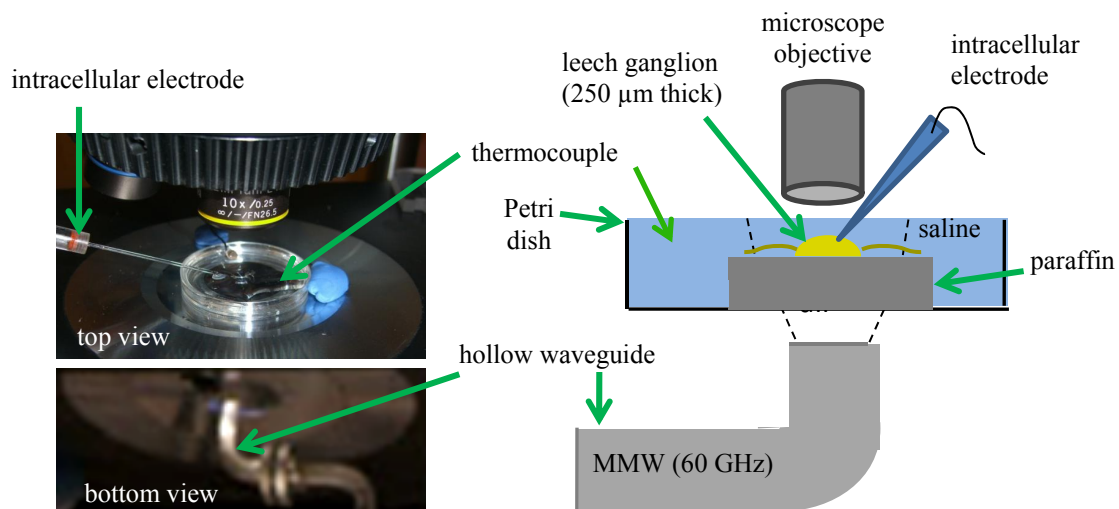 intracellular electrode
10x/0.25
∞/-/FN26.5
top view
thermocouple
hollow waveguide
bottom view
microscope
objective
leech ganglion
(250 µm thick)
intracellular
electrode
Petri
dish
saline
paraffin
MMW (60 GHz)